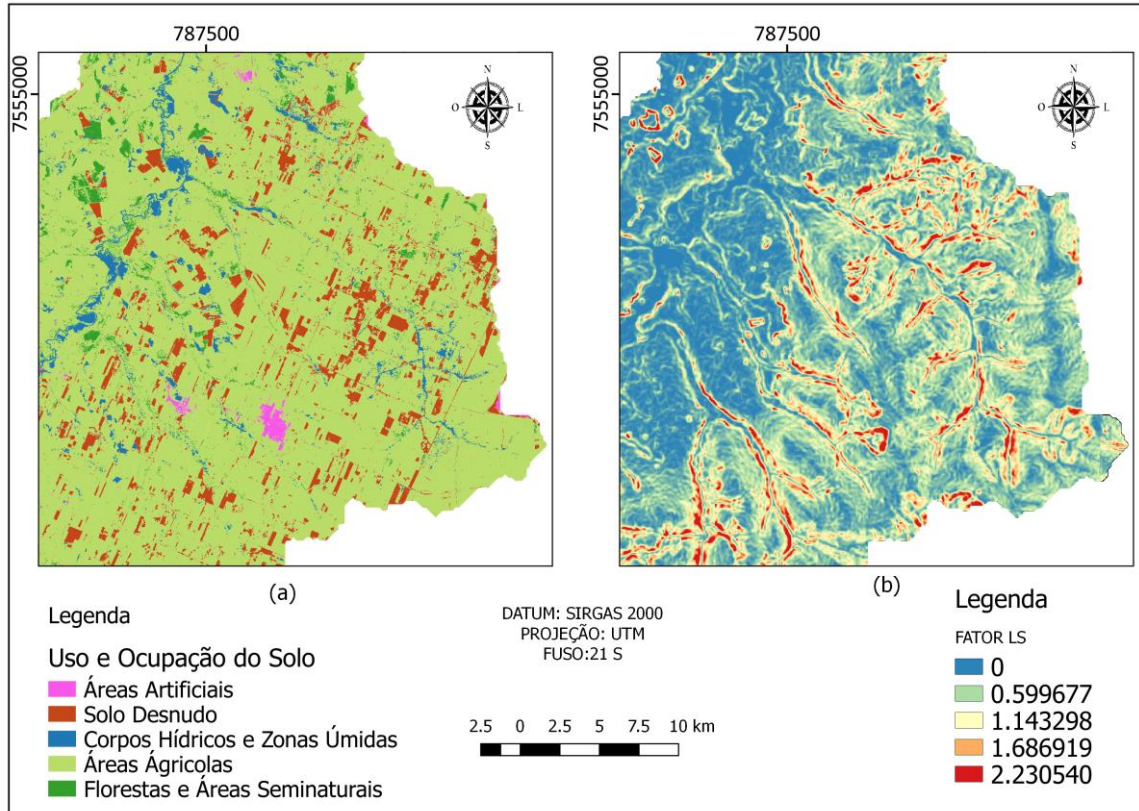 787500
787500
7555000
7555000
N
O
L
S
N
O
L
S
(a)
(b)
Legenda
Uso e Ocupação do Solo
Áreas Artificiais
Solo Desnudo
Corpos Hídricos e Zonas Úmidas
Áreas Ágricolas
Florestas e Áreas Seminaturais
DATUM: SIRGAS 2000
PROJEÇÃO: UTM
FUSO:21 S
2.5 0 2.5 5 7.5 10 km
Legenda
FATOR LS
0
0.599677
1.143298
1.686919
2.230540